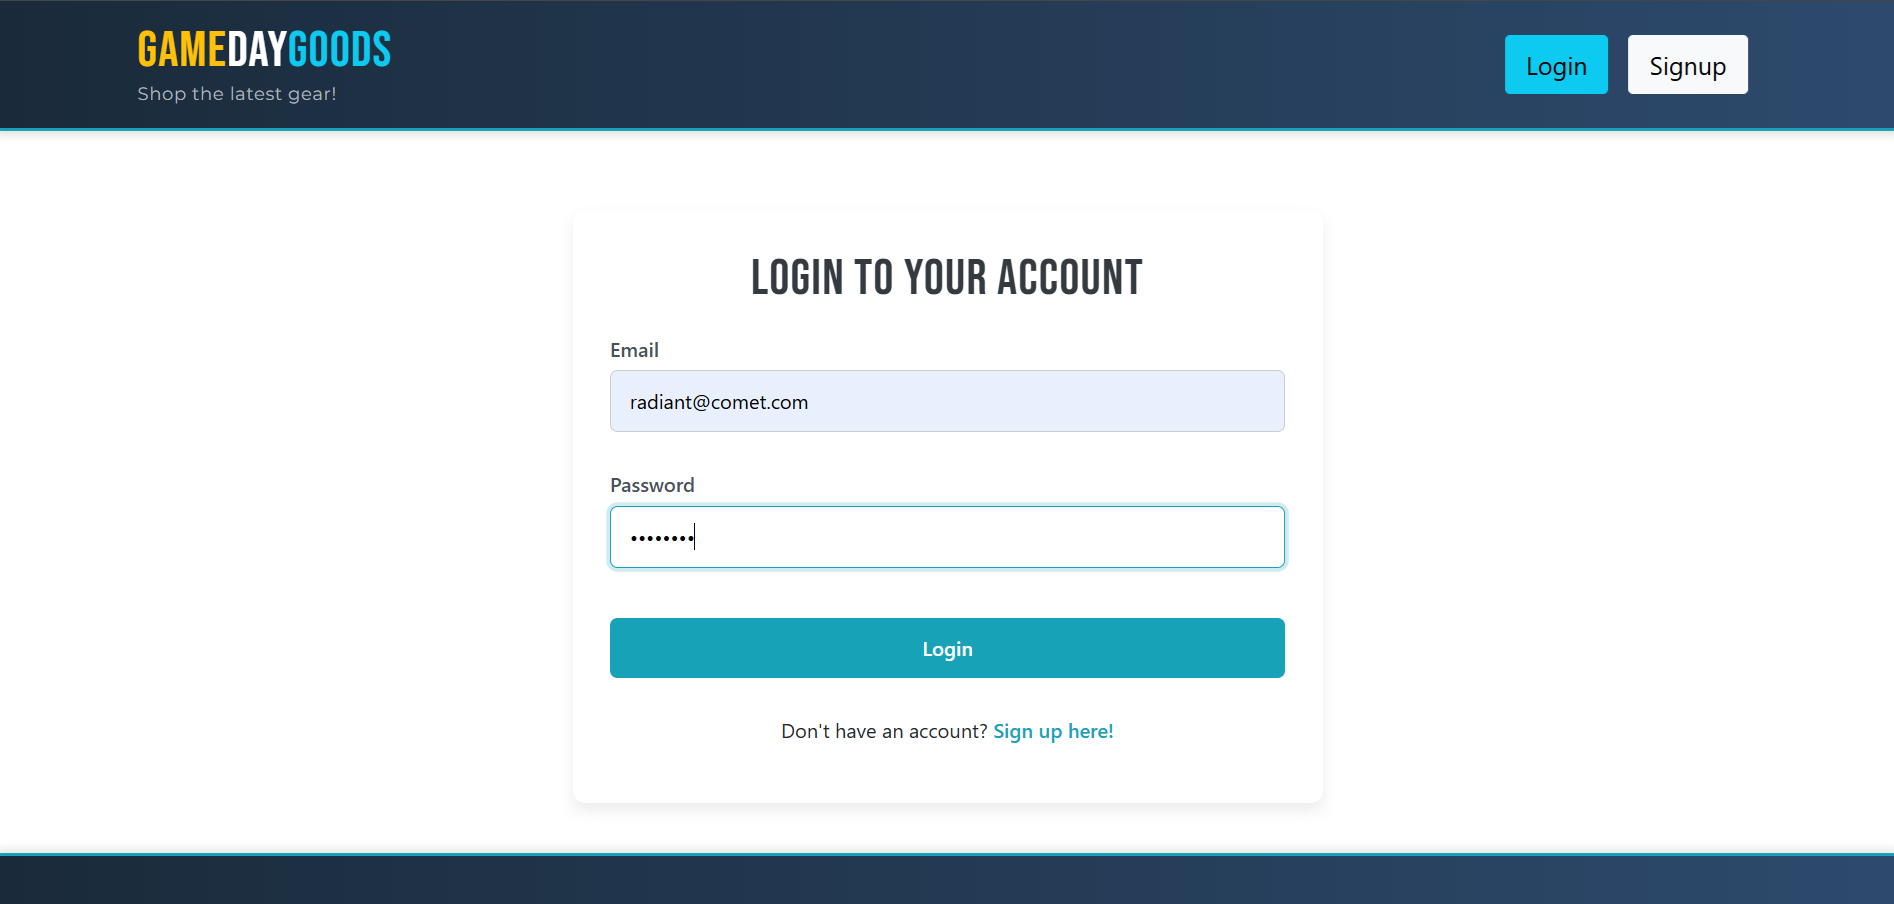 GAMEDAYGOODS
Shop the latest gear!
Login
Signup
LOGIN TO YOUR ACCOUNT
Email
radiant@comet.com
Password
••••••••
Login
Don't have an account? Sign up here!